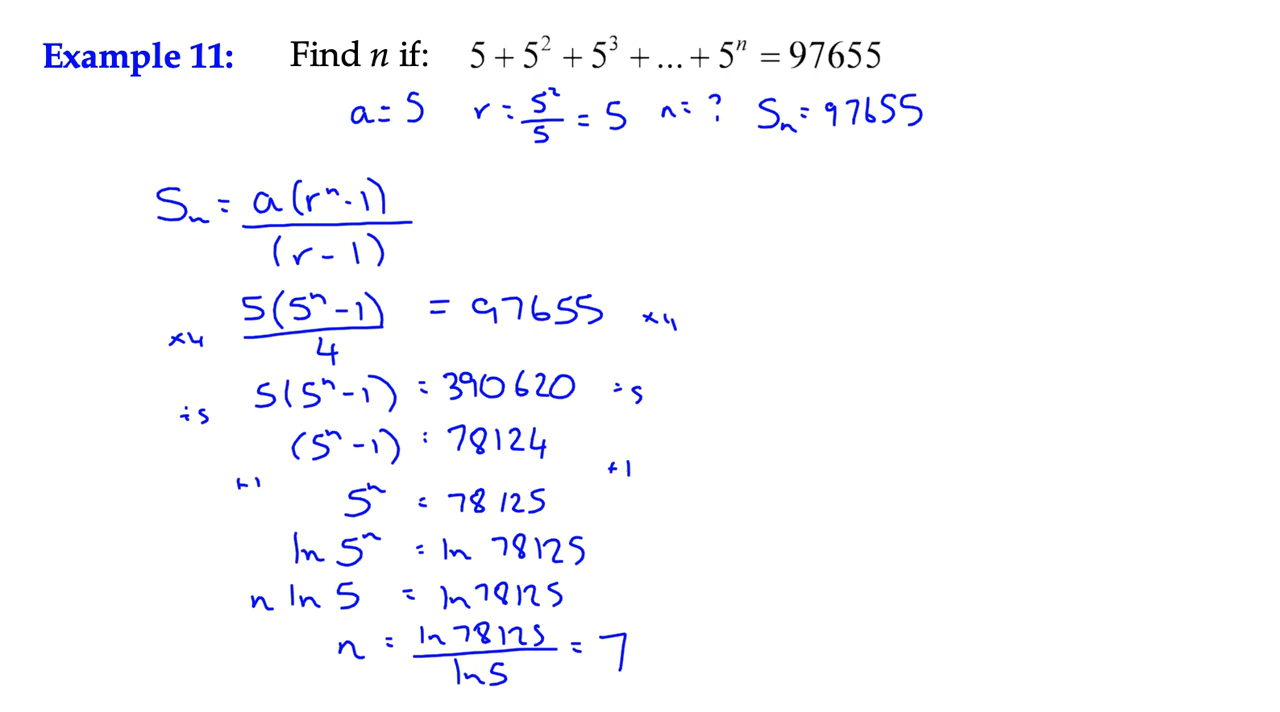 Example 11: Find n if: 5 + 5² + 5³ + ... + 5ⁿ = 97655
a = 5 r = 5²/5 = 5 n = ? Sₙ = 97655
Sₙ = a(rⁿ - 1)/(r - 1)
×4 5(5ⁿ - 1)/4 = 97655 ×4
÷5 5(5ⁿ - 1) = 390620 ÷5
(5ⁿ - 1) = 78124
+1 5ⁿ = 78125 +1
ln 5ⁿ = ln 78125
n ln 5 = ln 78125
n = ln 78125/ln 5 = 7